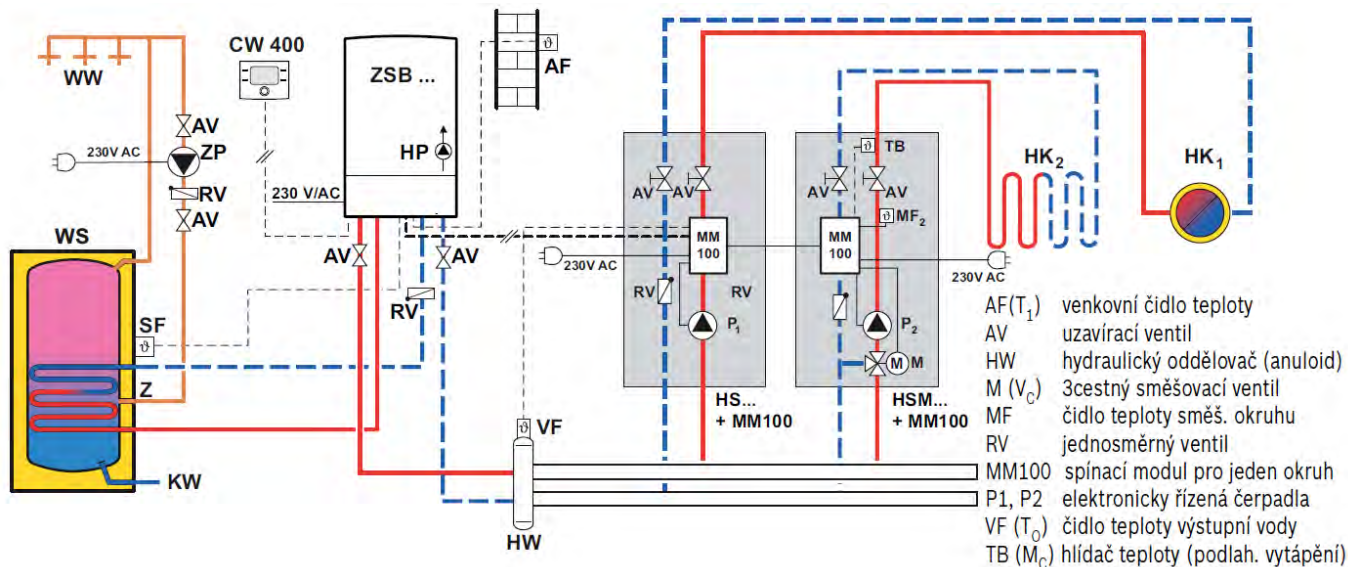 CW 400
WW
ZSB ...
AF
AV
ZP
HP
230V AC
RV
AV
230 V/AC
WS
AV
AV
SF
RV
Z
KW
VF
HW
AV
AV
MM
100
230V AC
RV
RV
P₁
HS...
+ MM100
TB
AV
AV
MF₂
MM
100
230V AC
P₂
M
M
HSM...
+ MM100
HK₂
HK₁
AF(T₁) venkovní čidlo teploty
AV uzavírací ventil
HW hydraulický oddělovač (anuloid)
M (V_C) 3cestný směšovací ventil
MF čidlo teploty směš. okruhu
RV jednosměrný ventil
MM100 spínací modul pro jeden okruh
P1, P2 elektronicky řízená čerpadla
VF (T_O) čidlo teploty výstupní vody
TB (M_C) hlídač teploty (podlah. vytápění)